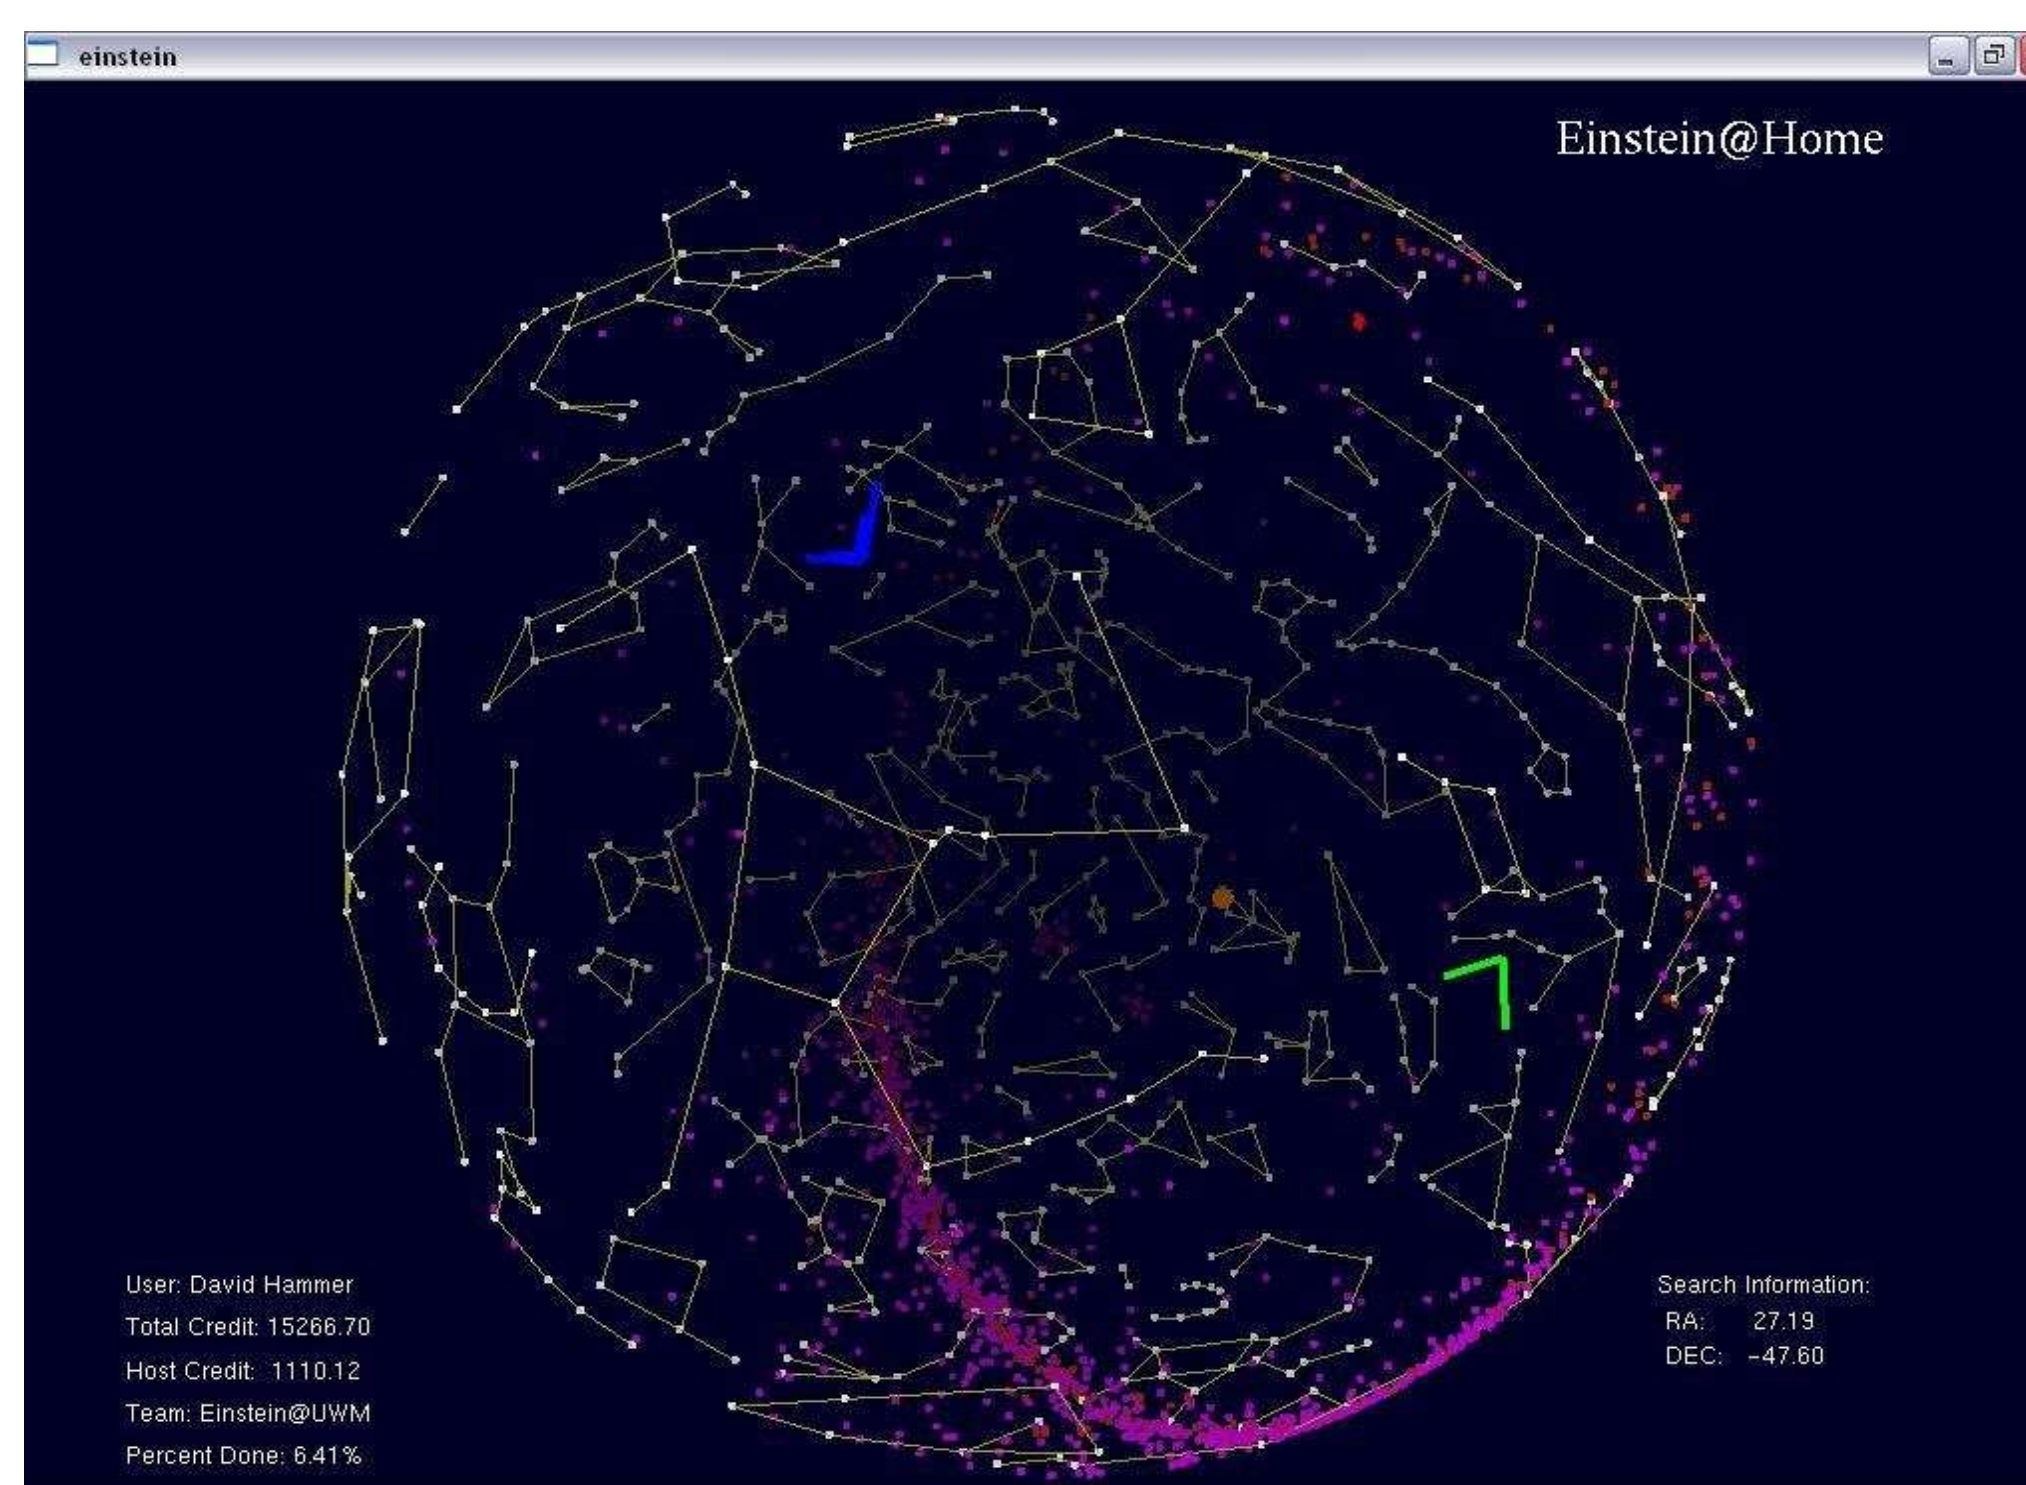 einstein
Einstein@Home
User: David Hammer
Total Credit: 15266.70
Host Credit: 1110.12
Team: Einstein@UWM
Percent Done: 6.41%
Search Information:
RA: 27.19
DEC: −47.60